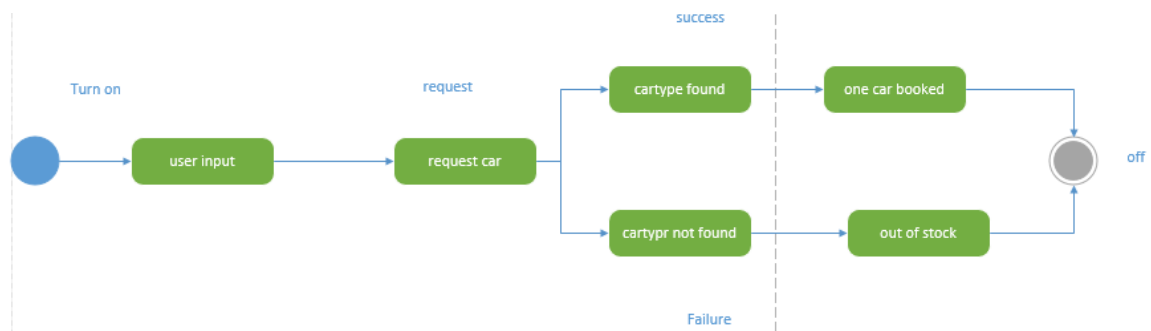 success
Turn on
request
cartype found
one car booked
user input
request car
off
cartypr not found
out of stock
Failure